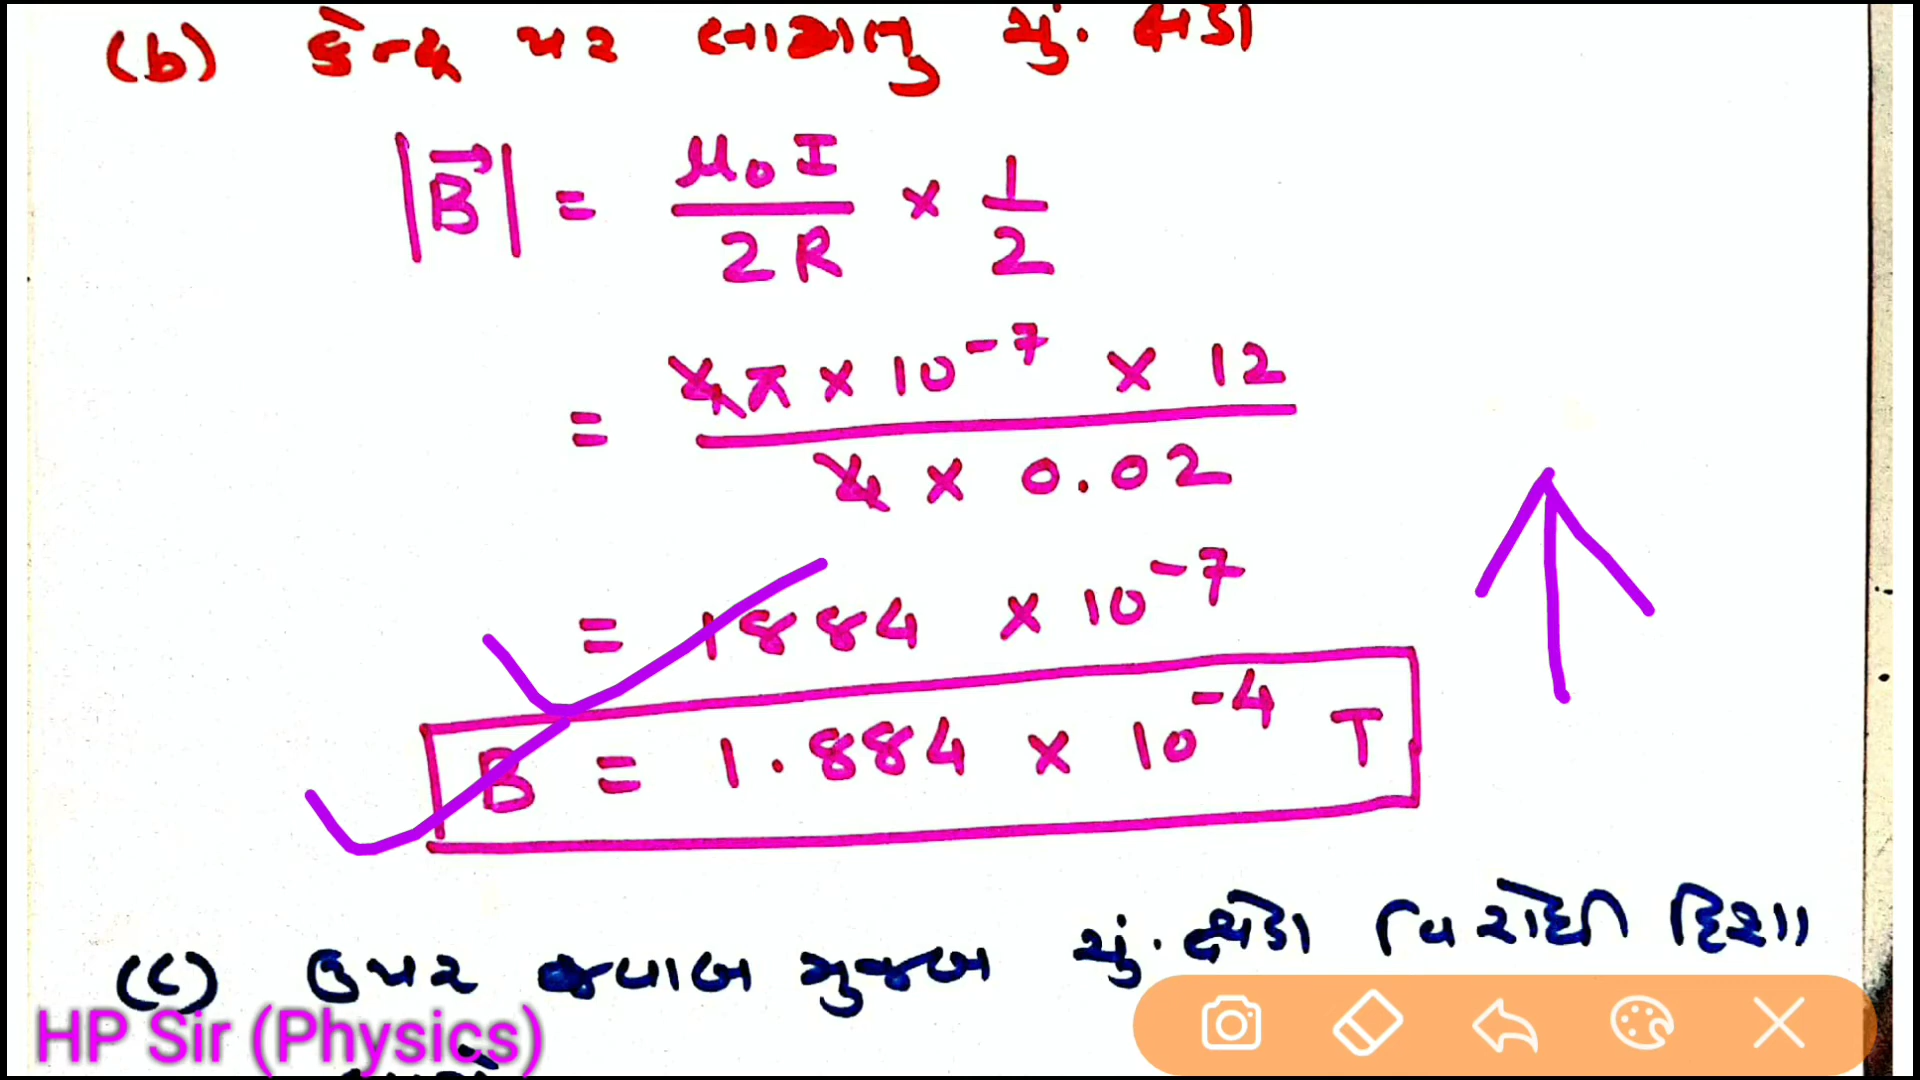 (b) કેન્દ્ર પર લાગતુ ચું. ક્ષેત્ર
|B⃗| = μ₀I / 2R × 1/2
= 4π × 10⁻⁷ × 12 / 4 × 0.02
= 1884 × 10⁻⁷
B = 1.884 × 10⁻⁴ T
(c) ઉપર જવાબ મુજબ ચું. ક્ષેત્ર વિરોધી દિશા
HP Sir (Physics)